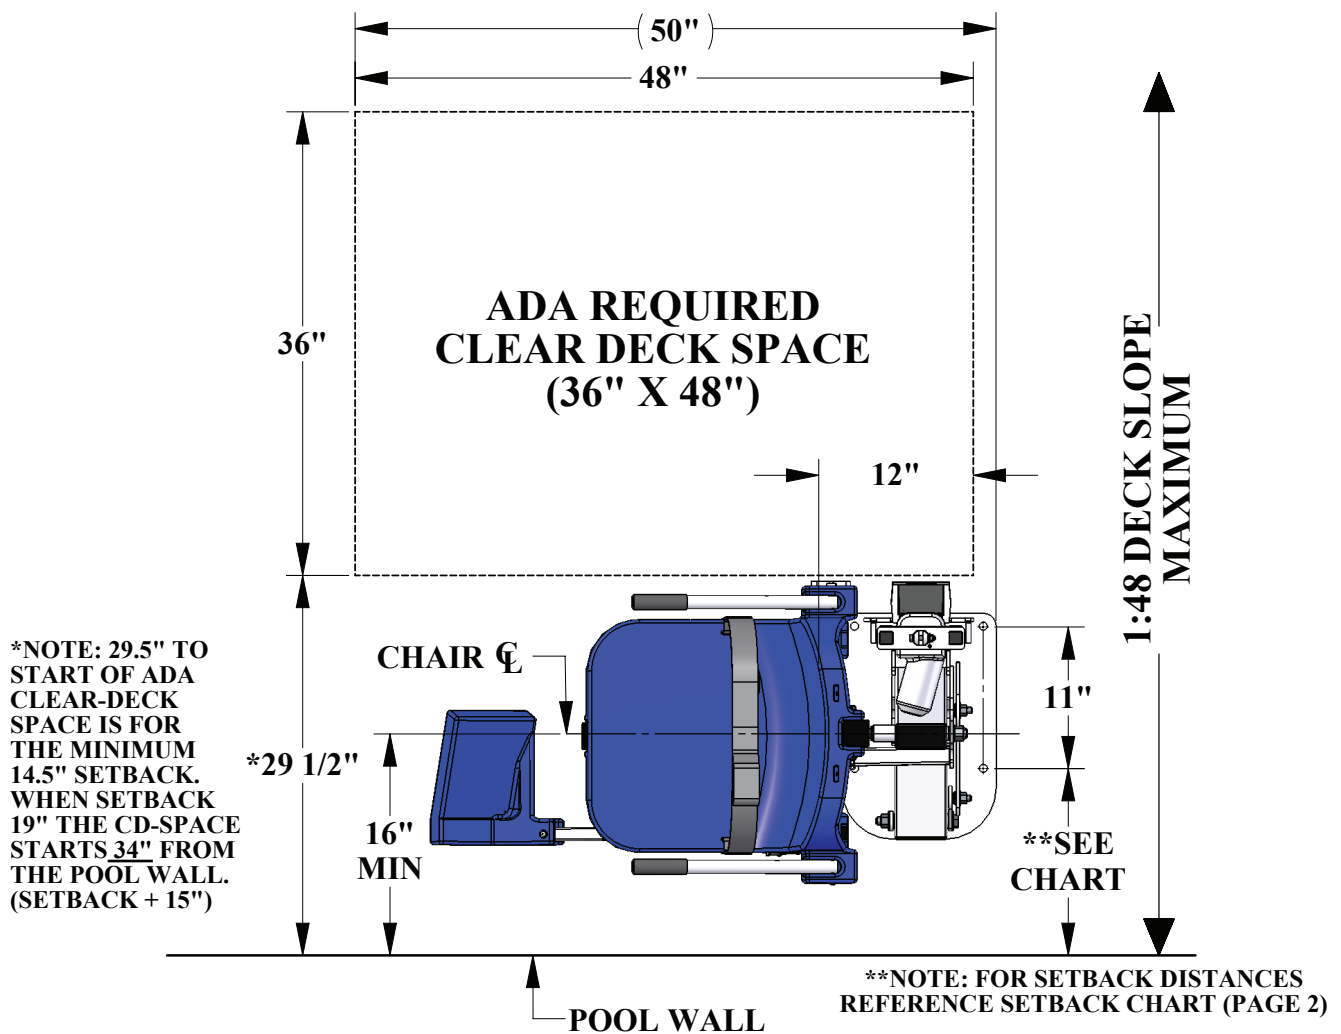 (50")
48"
ADA REQUIRED
CLEAR DECK SPACE
(36" X 48")
36"
12"
1:48 DECK SLOPE
MAXIMUM
*NOTE: 29.5" TO
START OF ADA
CLEAR-DECK
SPACE IS FOR
THE MINIMUM
14.5" SETBACK.
WHEN SETBACK
19" THE CD-SPACE
STARTS 34" FROM
THE POOL WALL.
(SETBACK + 15")
CHAIR ℄
*29 1/2"
16"
MIN
11"
**SEE
CHART
**NOTE: FOR SETBACK DISTANCES
REFERENCE SETBACK CHART (PAGE 2)
POOL WALL